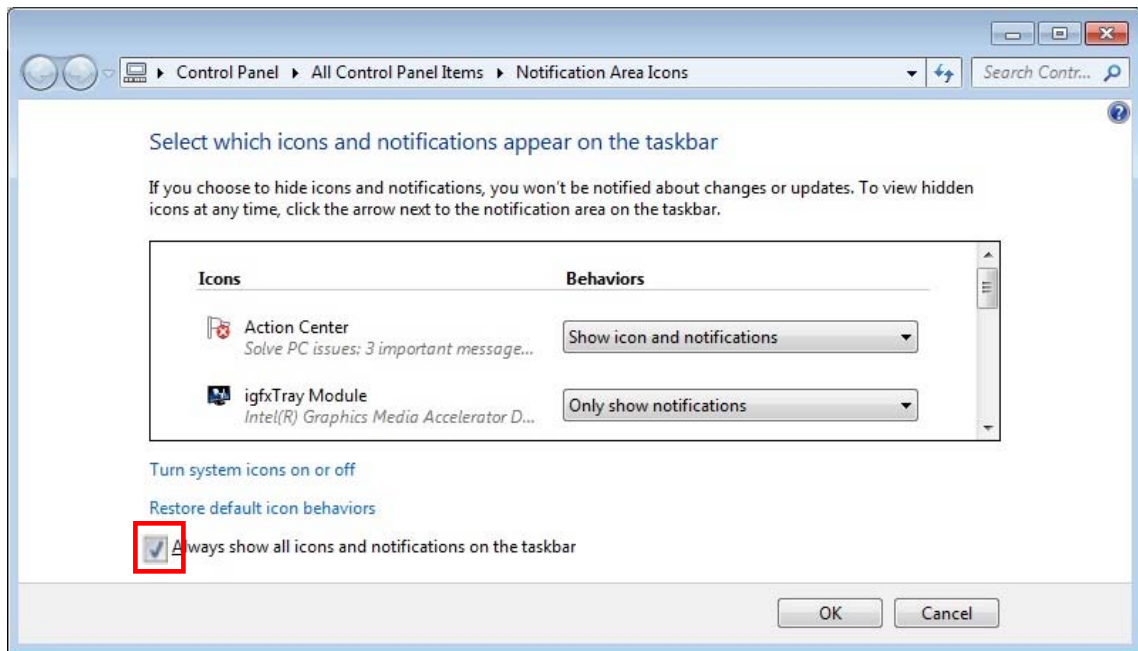 Control Panel ▸ All Control Panel Items ▸ Notification Area Icons
Search Contr...
Select which icons and notifications appear on the taskbar
If you choose to hide icons and notifications, you won't be notified about changes or updates. To view hidden
icons at any time, click the arrow next to the notification area on the taskbar.
Icons Behaviors
Action Center
Solve PC issues: 3 important message...
Show icon and notifications
igfxTray Module
Intel(R) Graphics Media Accelerator D...
Only show notifications
Turn system icons on or off
Restore default icon behaviors
Always show all icons and notifications on the taskbar
OK Cancel